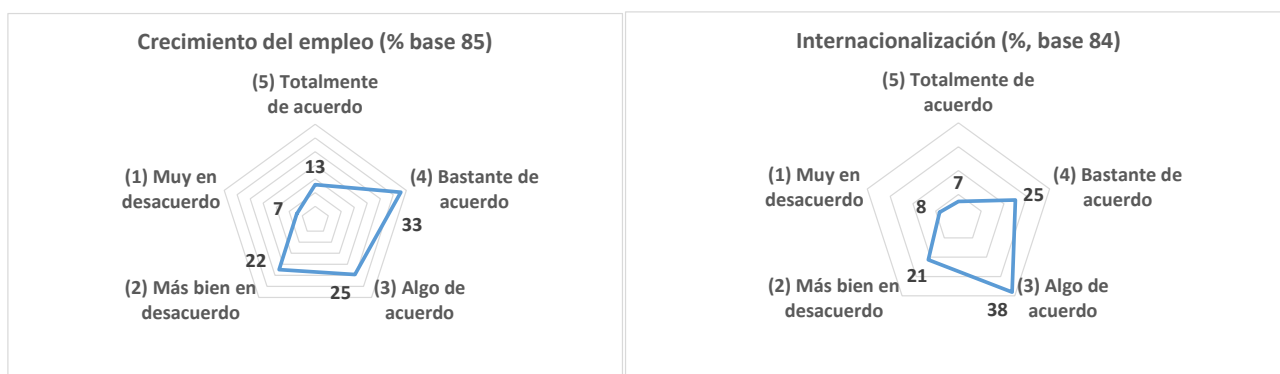 Crecimiento del empleo (% base 85)
(5) Totalmente
de acuerdo
13
(1) Muy en
desacuerdo
7
(4) Bastante de
acuerdo
33
22
(2) Más bien en
desacuerdo
25
(3) Algo de
acuerdo
Internacionalización (%, base 84)
(5) Totalmente de
acuerdo
7
(1) Muy en
desacuerdo
8
(4) Bastante de
acuerdo
25
21
(2) Más bien en
desacuerdo
38
(3) Algo de
acuerdo